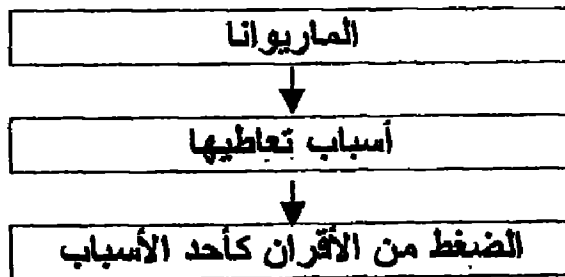 الماريوانا
أسباب تعاطيها
الضغط من الأقران كأحد الأسباب